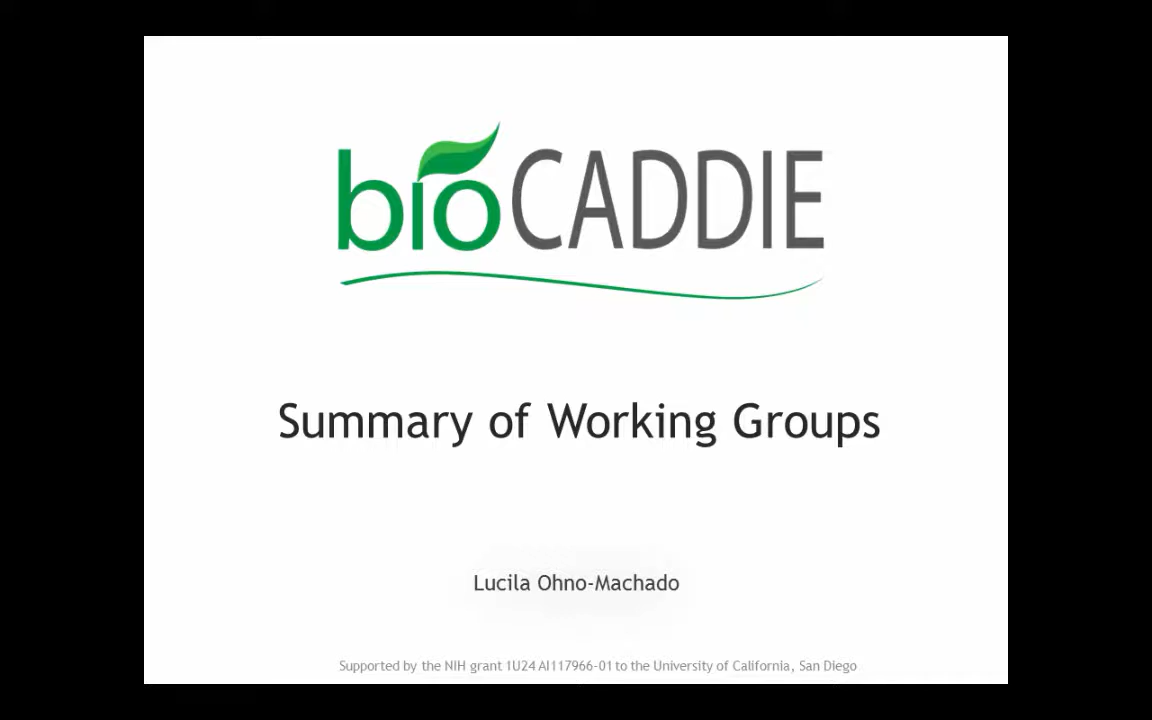 bioCADDIE
Summary of Working Groups
Lucila Ohno-Machado
Supported by the NIH grant 1U24 AI117966-01 to the University of California, San Diego